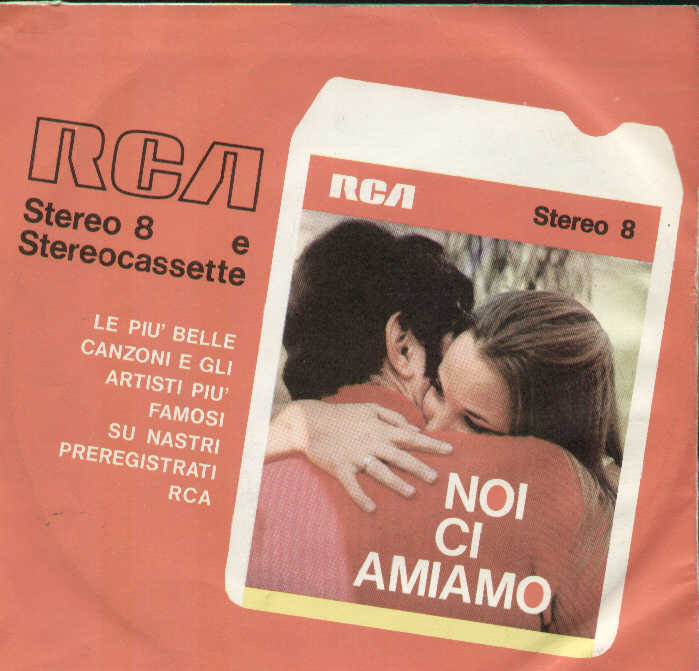 RCA
Stereo 8 e
Stereocassette
LE PIU' BELLE
CANZONI E GLI
ARTISTI PIU'
FAMOSI
SU NASTRI
PREREGISTRATI
RCA
RCA
Stereo 8
NOI
CI
AMIAMO